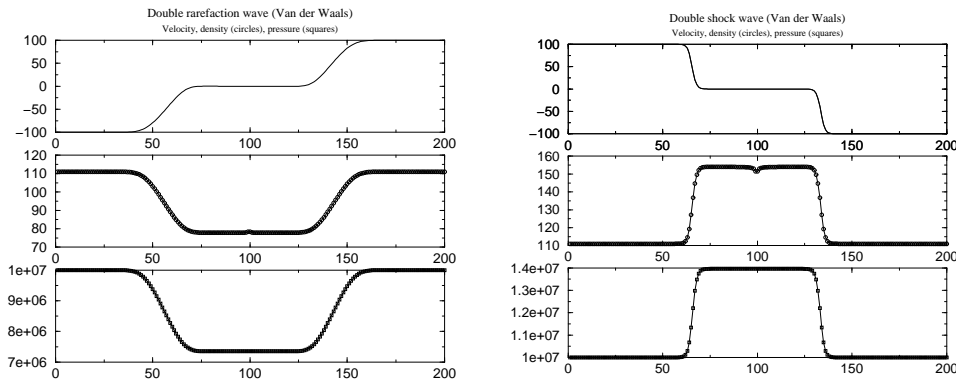 Double rarefaction wave (Van der Waals)
Velocity, density (circles), pressure (squares)
100
50
0
−50
−100
0 50 100 150 200
120
110
100
90
80
70
0 50 100 150 200
1e+07
9e+06
8e+06
7e+06
0 50 100 150 200
Double shock wave (Van der Waals)
Velocity, density (circles), pressure (squares)
100
50
0
−50
−100
0 50 100 150 200
160
150
140
130
120
110
0 50 100 150 200
1.4e+07
1.3e+07
1.2e+07
1.1e+07
1e+07
0 50 100 150 200